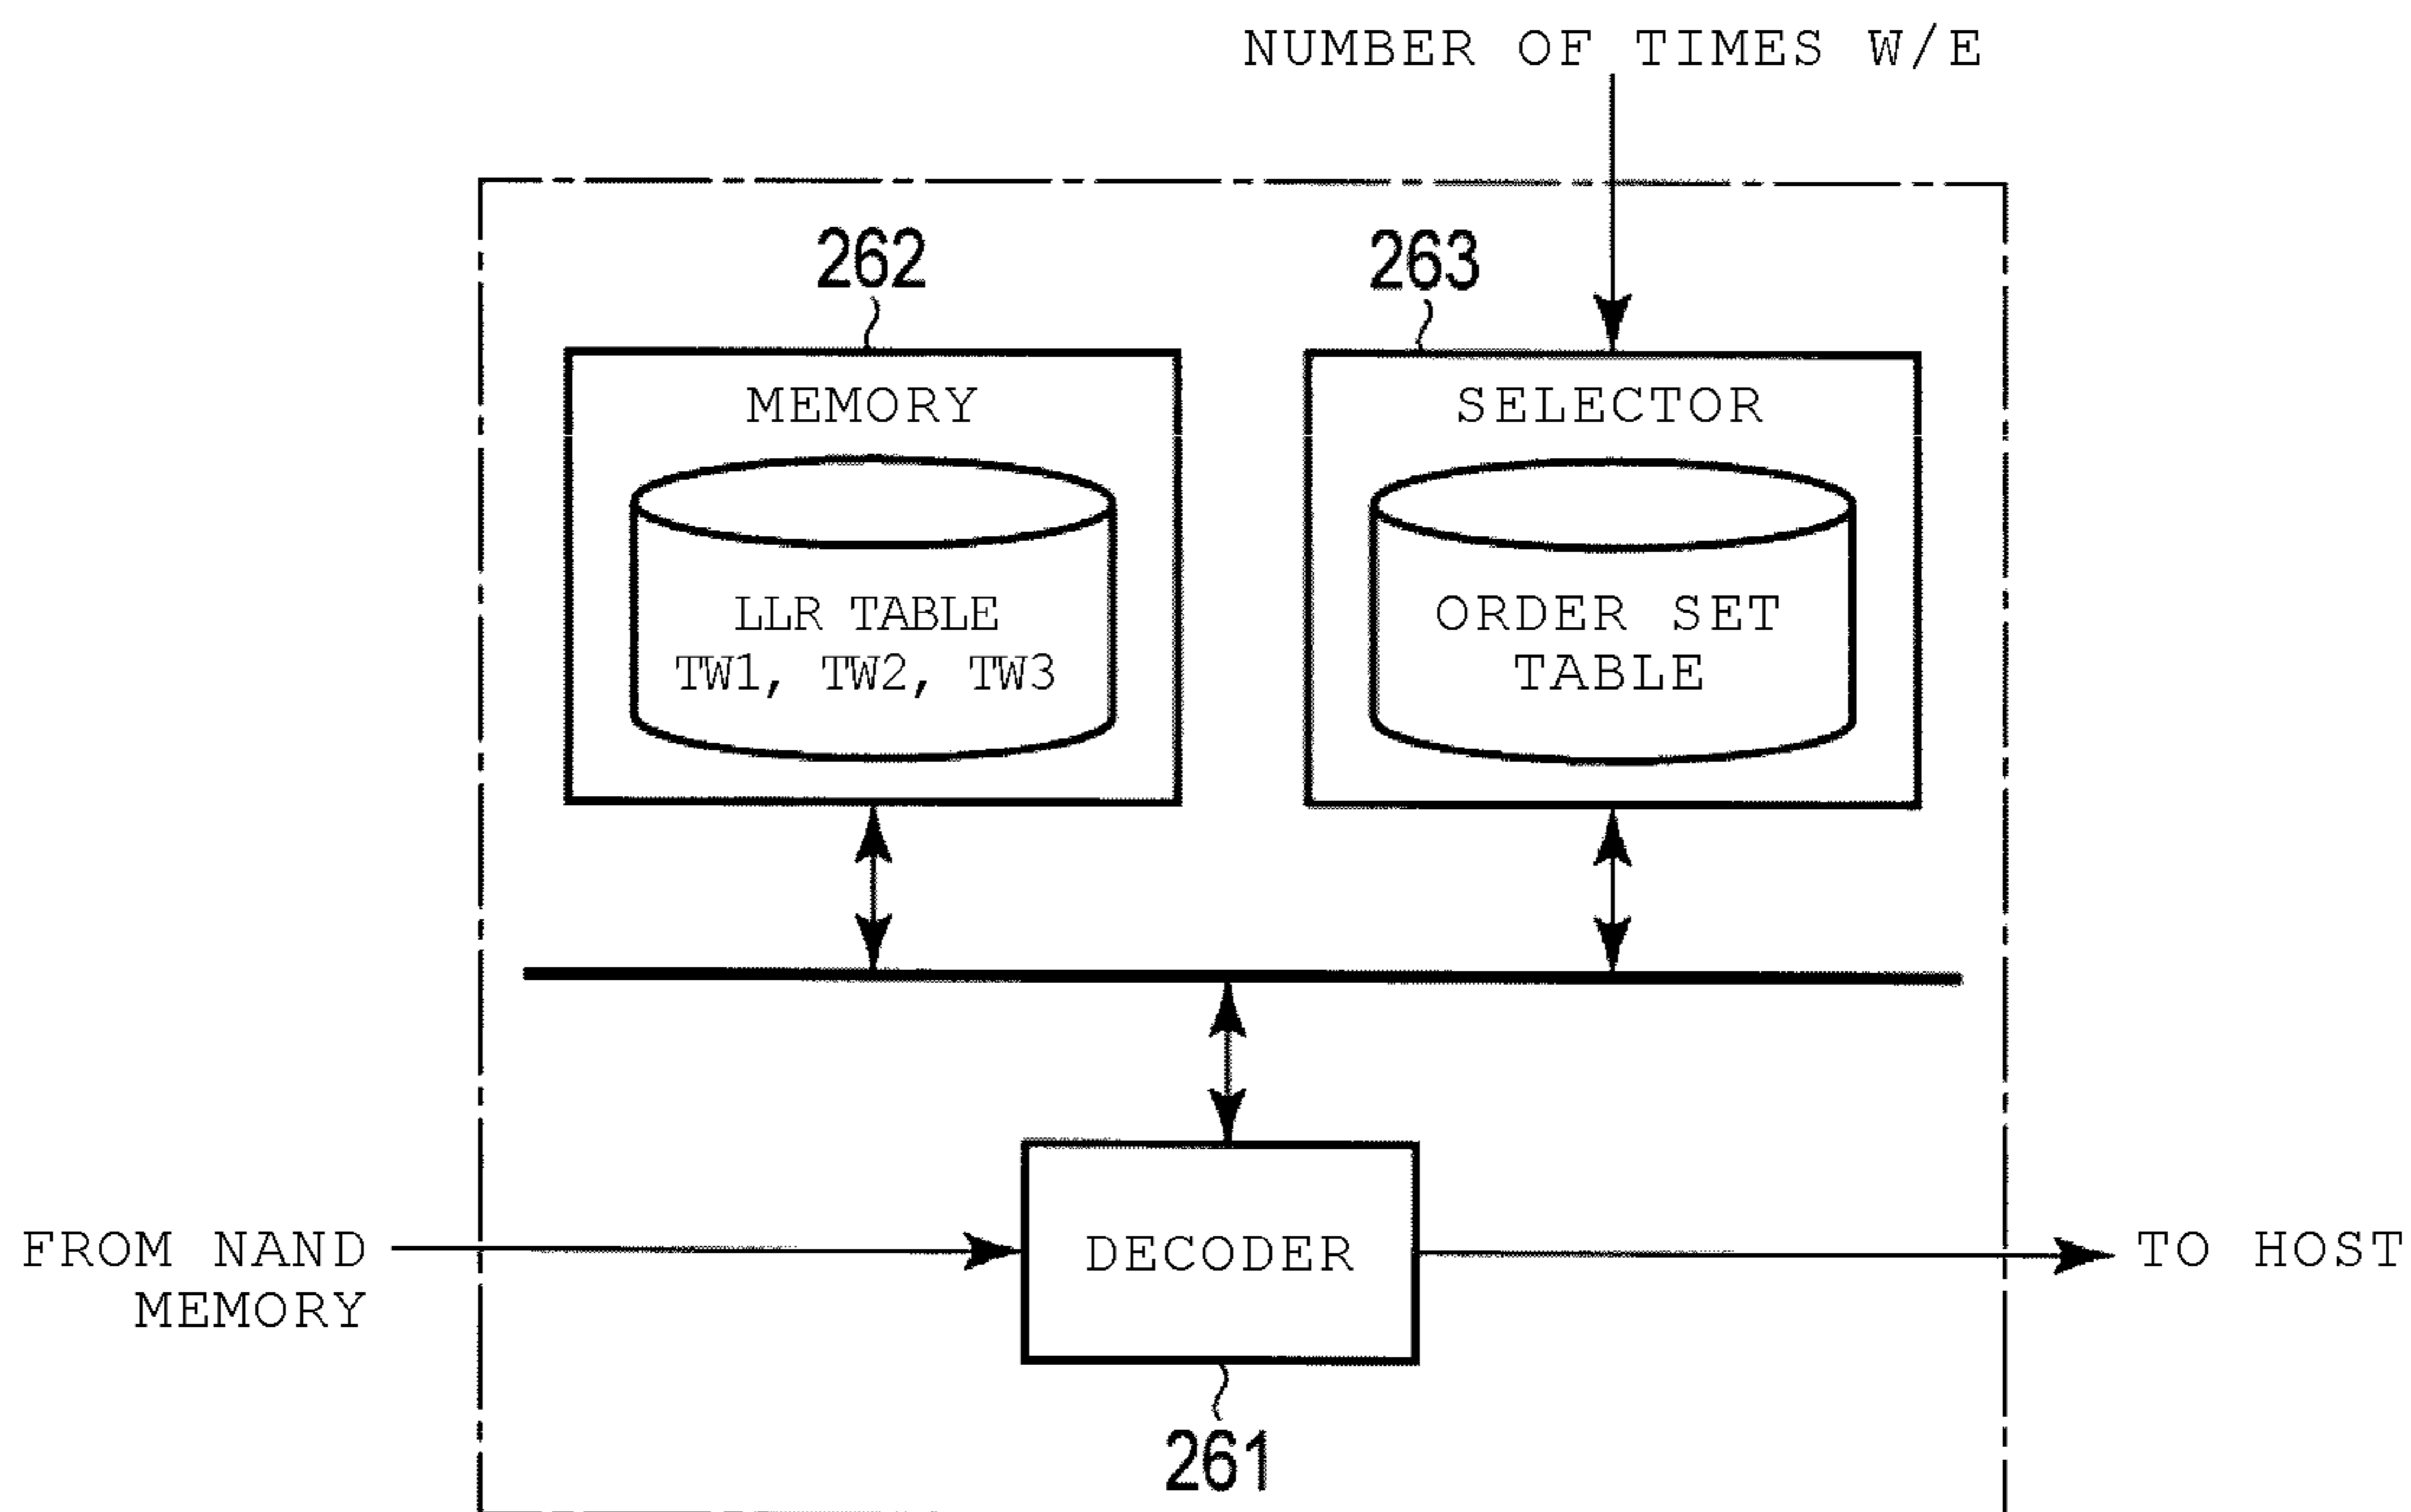 NUMBER OF TIMES W/E
262
263
MEMORY
SELECTOR
LLR TABLE
TW1, TW2, TW3
ORDER SET
TABLE
FROM NAND
MEMORY
DECODER
TO HOST
261